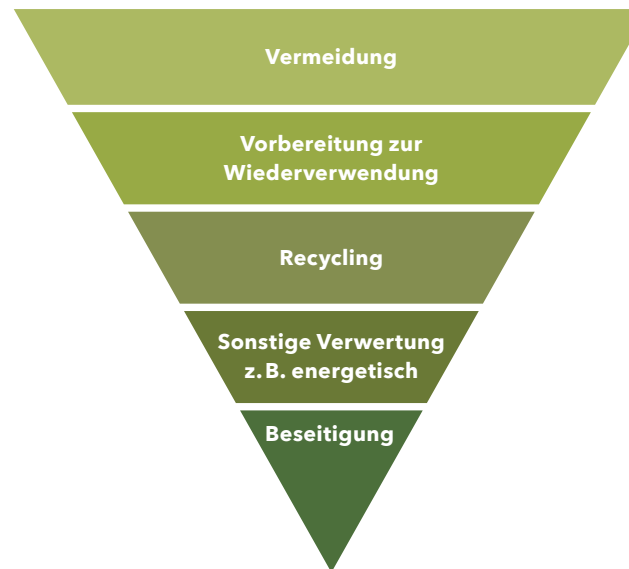 Vermeidung
Vorbereitung zur
Wiederverwendung
Recycling
Sonstige Verwertung
z. B. energetisch
Beseitigung